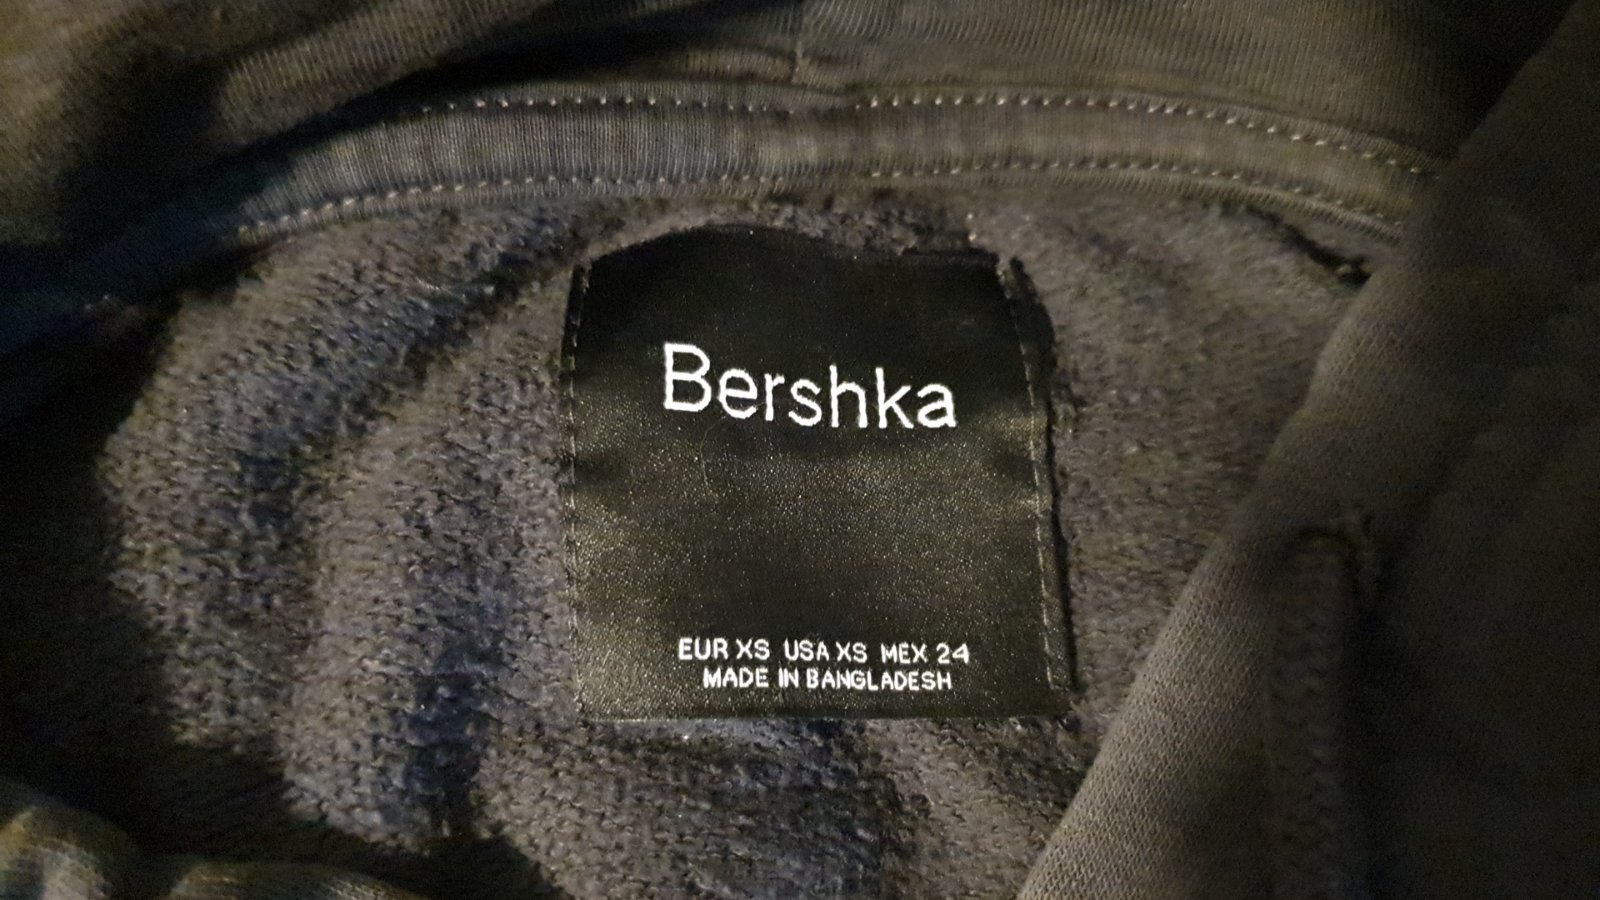 Bershka
EUR XS USA XS MEX 24
MADE IN BANGLADESH